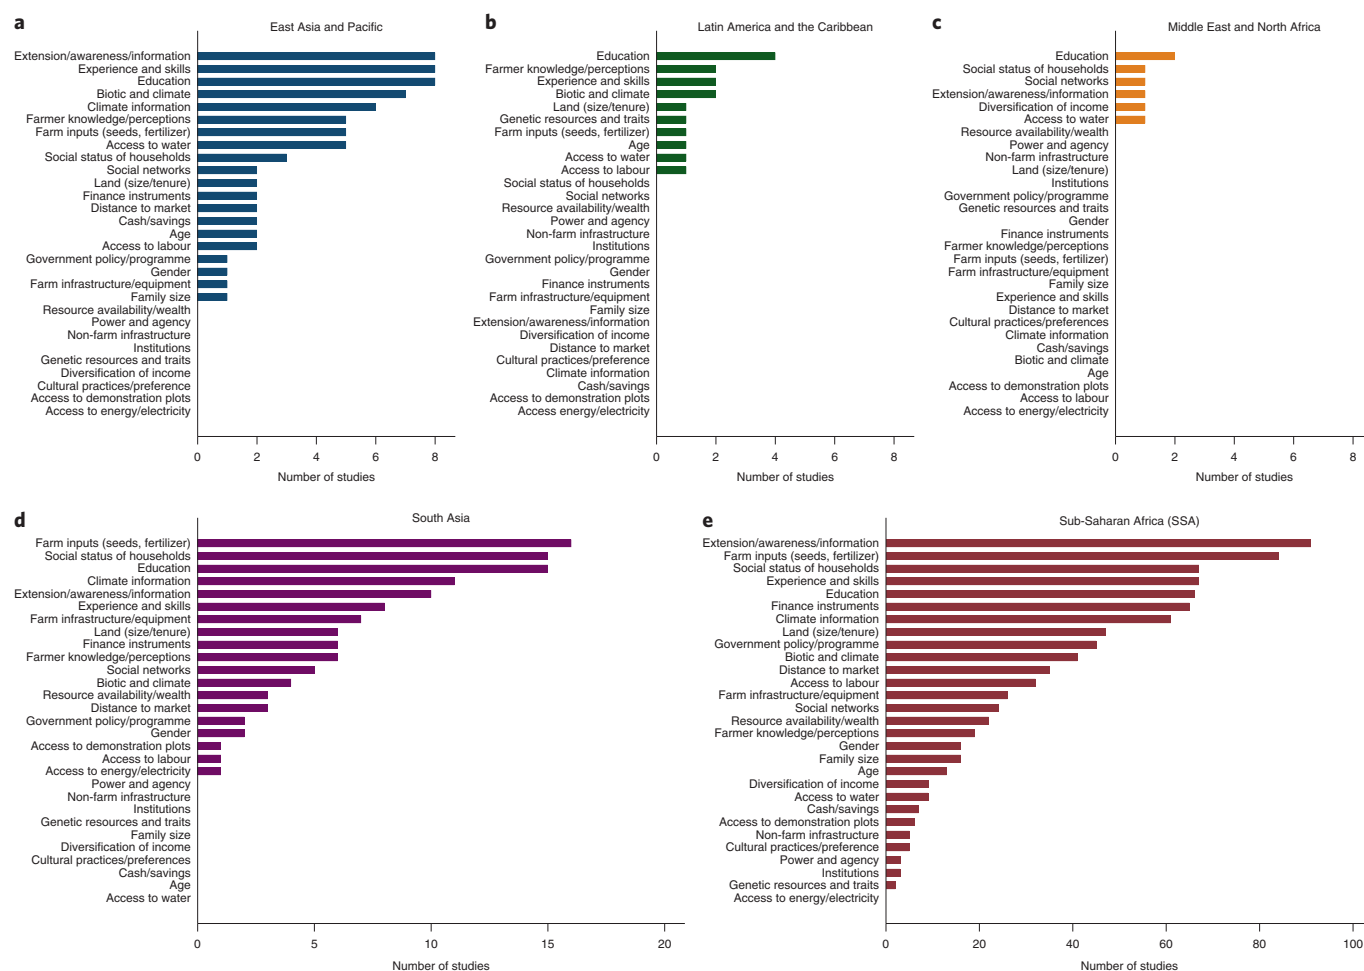 a
East Asia and Pacific
Extension/awareness/information
Experience and skills
Education
Biotic and climate
Climate information
Farmer knowledge/perceptions
Farm inputs (seeds, fertilizer)
Access to water
Social status of households
Social networks
Land (size/tenure)
Finance instruments
Distance to market
Cash/savings
Age
Access to labour
Government policy/programme
Gender
Farm infrastructure/equipment
Family size
Resource availability/wealth
Power and agency
Non-farm infrastructure
Institutions
Genetic resources and traits
Diversification of income
Cultural practices/preference
Access to demonstration plots
Access to energy/electricity
0 2 4 6 8
Number of studies
b
Latin America and the Caribbean
Education
Farmer knowledge/perceptions
Experience and skills
Biotic and climate
Land (size/tenure)
Genetic resources and traits
Farm inputs (seeds, fertilizer)
Age
Access to water
Access to labour
Social status of households
Social networks
Resource availability/wealth
Power and agency
Non-farm infrastructure
Institutions
Government policy/programme
Gender
Finance instruments
Farm infrastructure/equipment
Family size
Extension/awareness/information
Diversification of income
Distance to market
Cultural practices/preference
Climate information
Cash/savings
Access to demonstration plots
Access energy/electricity
0 2 4 6 8
Number of studies
c
Middle East and North Africa
Education
Social status of households
Social networks
Extension/awareness/information
Diversification of income
Access to water
Resource availability/wealth
Power and agency
Non-farm infrastructure
Land (size/tenure)
Institutions
Government policy/programme
Genetic resources and traits
Gender
Finance instruments
Farmer knowledge/perceptions
Farm inputs (seeds, fertilizer)
Farm infrastructure/equipment
Family size
Experience and skills
Distance to market
Cultural practices/preferences
Climate information
Cash/savings
Biotic and climate
Age
Access to demonstration plots
Access to labour
Access to energy/electricity
0 2 4 6 8
Number of studies
d
South Asia
Farm inputs (seeds, fertilizer)
Social status of households
Education
Climate information
Extension/awareness/information
Experience and skills
Farm infrastructure/equipment
Land (size/tenure)
Finance instruments
Farmer knowledge/perceptions
Social networks
Biotic and climate
Resource availability/wealth
Distance to market
Government policy/programme
Gender
Access to demonstration plots
Access to labour
Access to energy/electricity
Power and agency
Non-farm infrastructure
Institutions
Genetic resources and traits
Family size
Diversification of income
Cultural practices/preferences
Cash/savings
Age
Access to water
0 5 10 15 20
Number of studies
e
Sub-Saharan Africa (SSA)
Extension/awareness/information
Farm inputs (seeds, fertilizer)
Social status of households
Experience and skills
Education
Finance instruments
Climate information
Land (size/tenure)
Government policy/programme
Biotic and climate
Distance to market
Access to labour
Farm infrastructure/equipment
Social networks
Resource availability/wealth
Farmer knowledge/perceptions
Gender
Family size
Age
Diversification of income
Access to water
Cash/savings
Access to demonstration plots
Non-farm infrastructure
Cultural practices/preference
Power and agency
Institutions
Genetic resources and traits
Access to energy/electricity
0 20 40 60 80 100
Number of studies